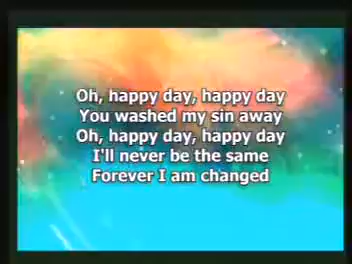 Oh, happy day, happy day
You washed my sin away
Oh, happy day, happy day
I'll never be the same
Forever I am changed